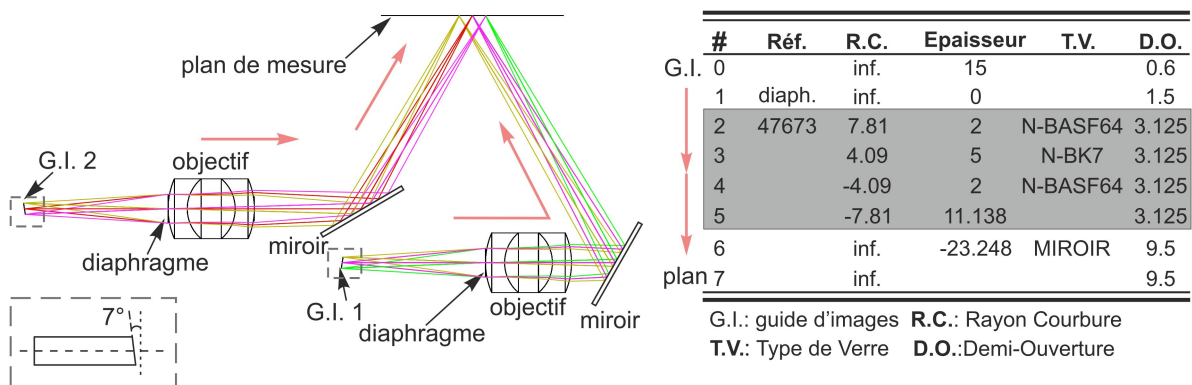 plan de mesure
G.I. 2
objectif
diaphragme
miroir
G.I. 1
diaphragme
objectif
miroir
7°
# Réf. R.C. Epaisseur T.V. D.O.
G.I. 0 inf. 15 0.6
1 diaph. inf. 0 1.5
2 47673 7.81 2 N-BASF64 3.125
3 4.09 5 N-BK7 3.125
4 -4.09 2 N-BASF64 3.125
5 -7.81 11.138 3.125
6 inf. -23.248 MIROIR 9.5
plan 7 inf. 9.5
G.I.: guide d'images R.C.: Rayon Courbure
T.V.: Type de Verre D.O.:Demi-Ouverture